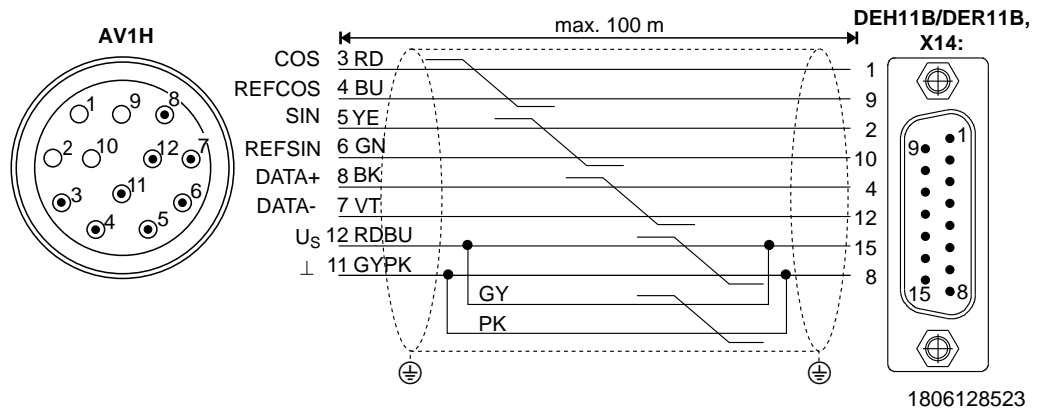 max. 100 m
DEH11B/DER11B,
X14:
AV1H
COS 3 RD 1
REFCOS 4 BU 9
SIN 5 YE 2
REFSIN 6 GN 10
DATA+ 8 BK 4
DATA- 7 VT 12
US 12 RDBU 15
⊥ 11 GYPK 8
GY
PK
1 9 8
2 10 12 7
3 11 6
4 5
1
9
15 8
1806128523